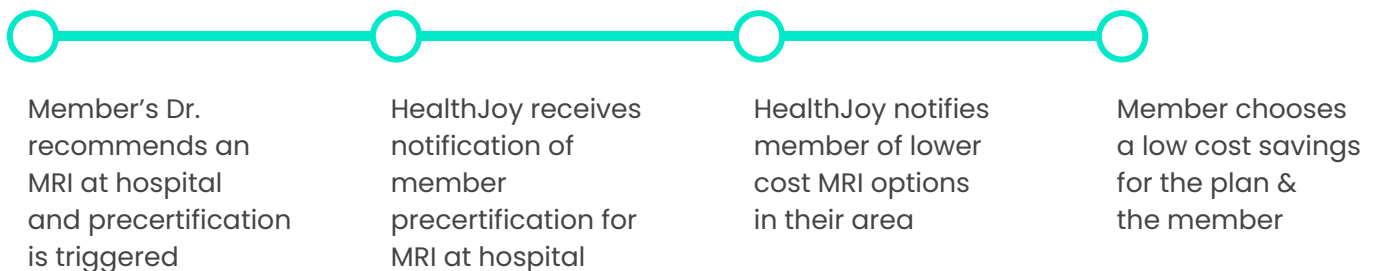 Member's Dr.
recommends an
MRI at hospital
and precertification
is triggered
HealthJoy receives
notification of
member
precertification for
MRI at hospital
HealthJoy notifies
member of lower
cost MRI options
in their area
Member chooses
a low cost savings
for the plan &
the member